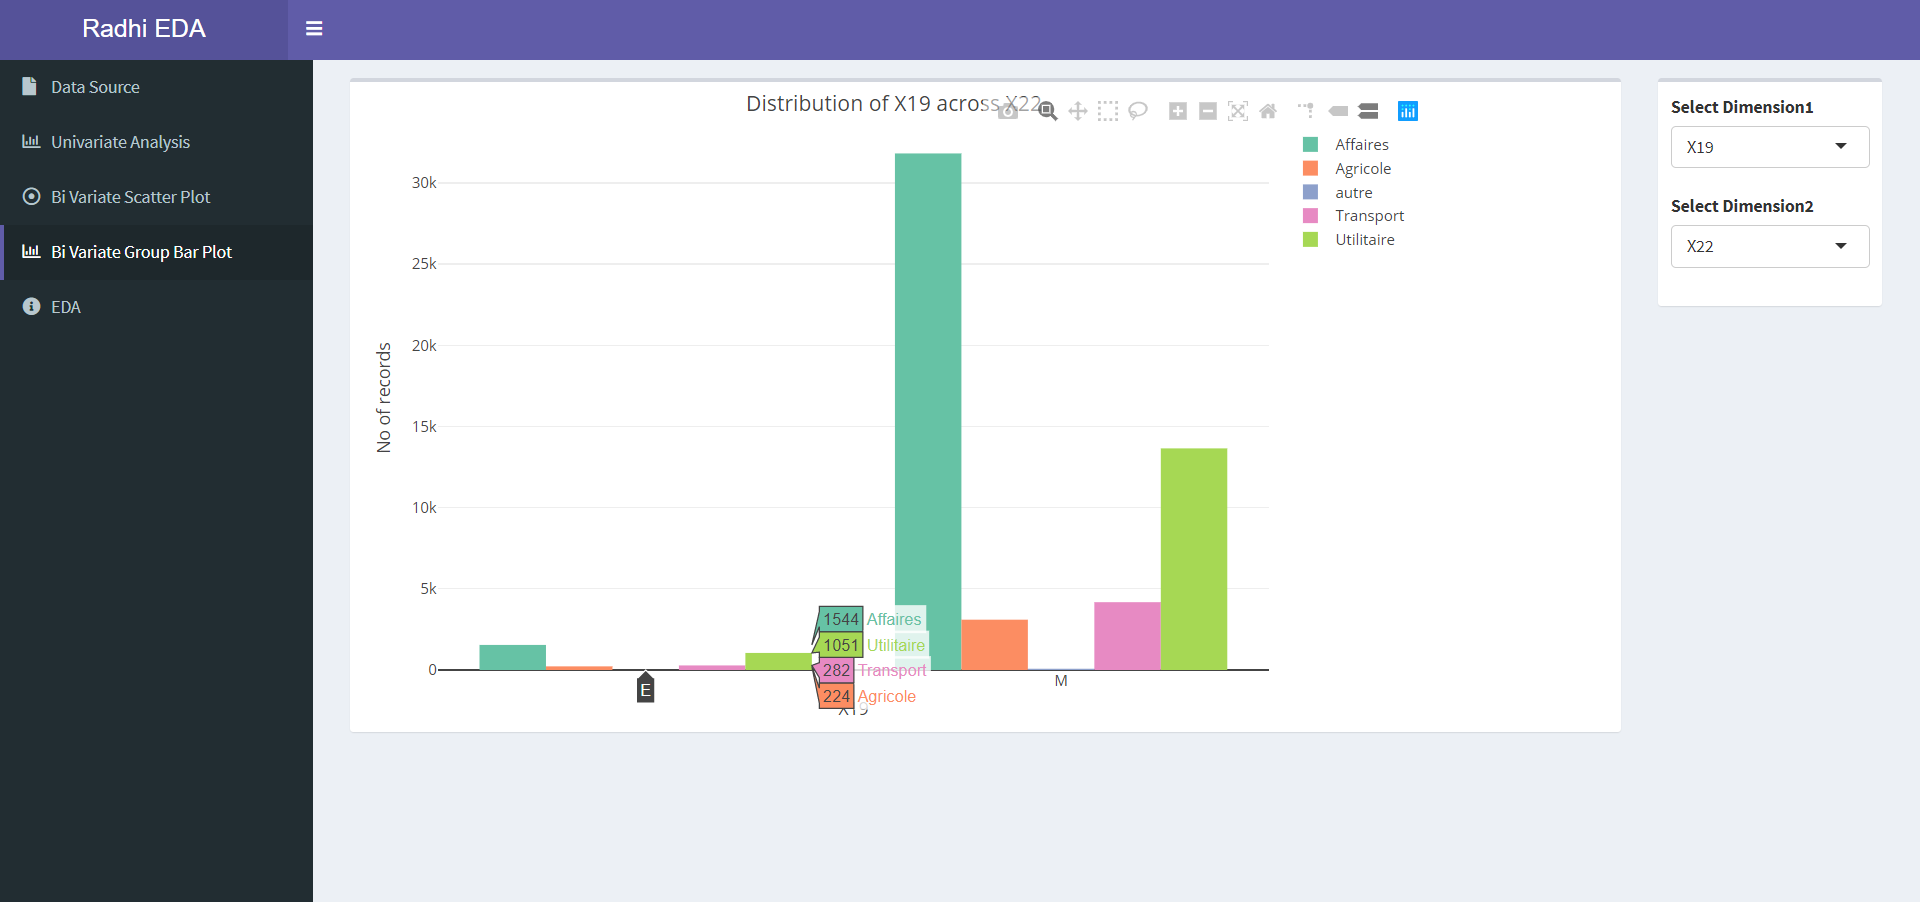 Radhi EDA
Data Source
Univariate Analysis
Bi Variate Scatter Plot
Bi Variate Group Bar Plot
EDA
Distribution of X19 across X22
Affaires
Agricole
autre
Transport
Utilitaire
No of records
30k
25k
20k
15k
10k
5k
0
1544 Affaires
1051 Utilitaire
282 Transport
224 Agricole
E
M
X19
Select Dimension1
X19
Select Dimension2
X22